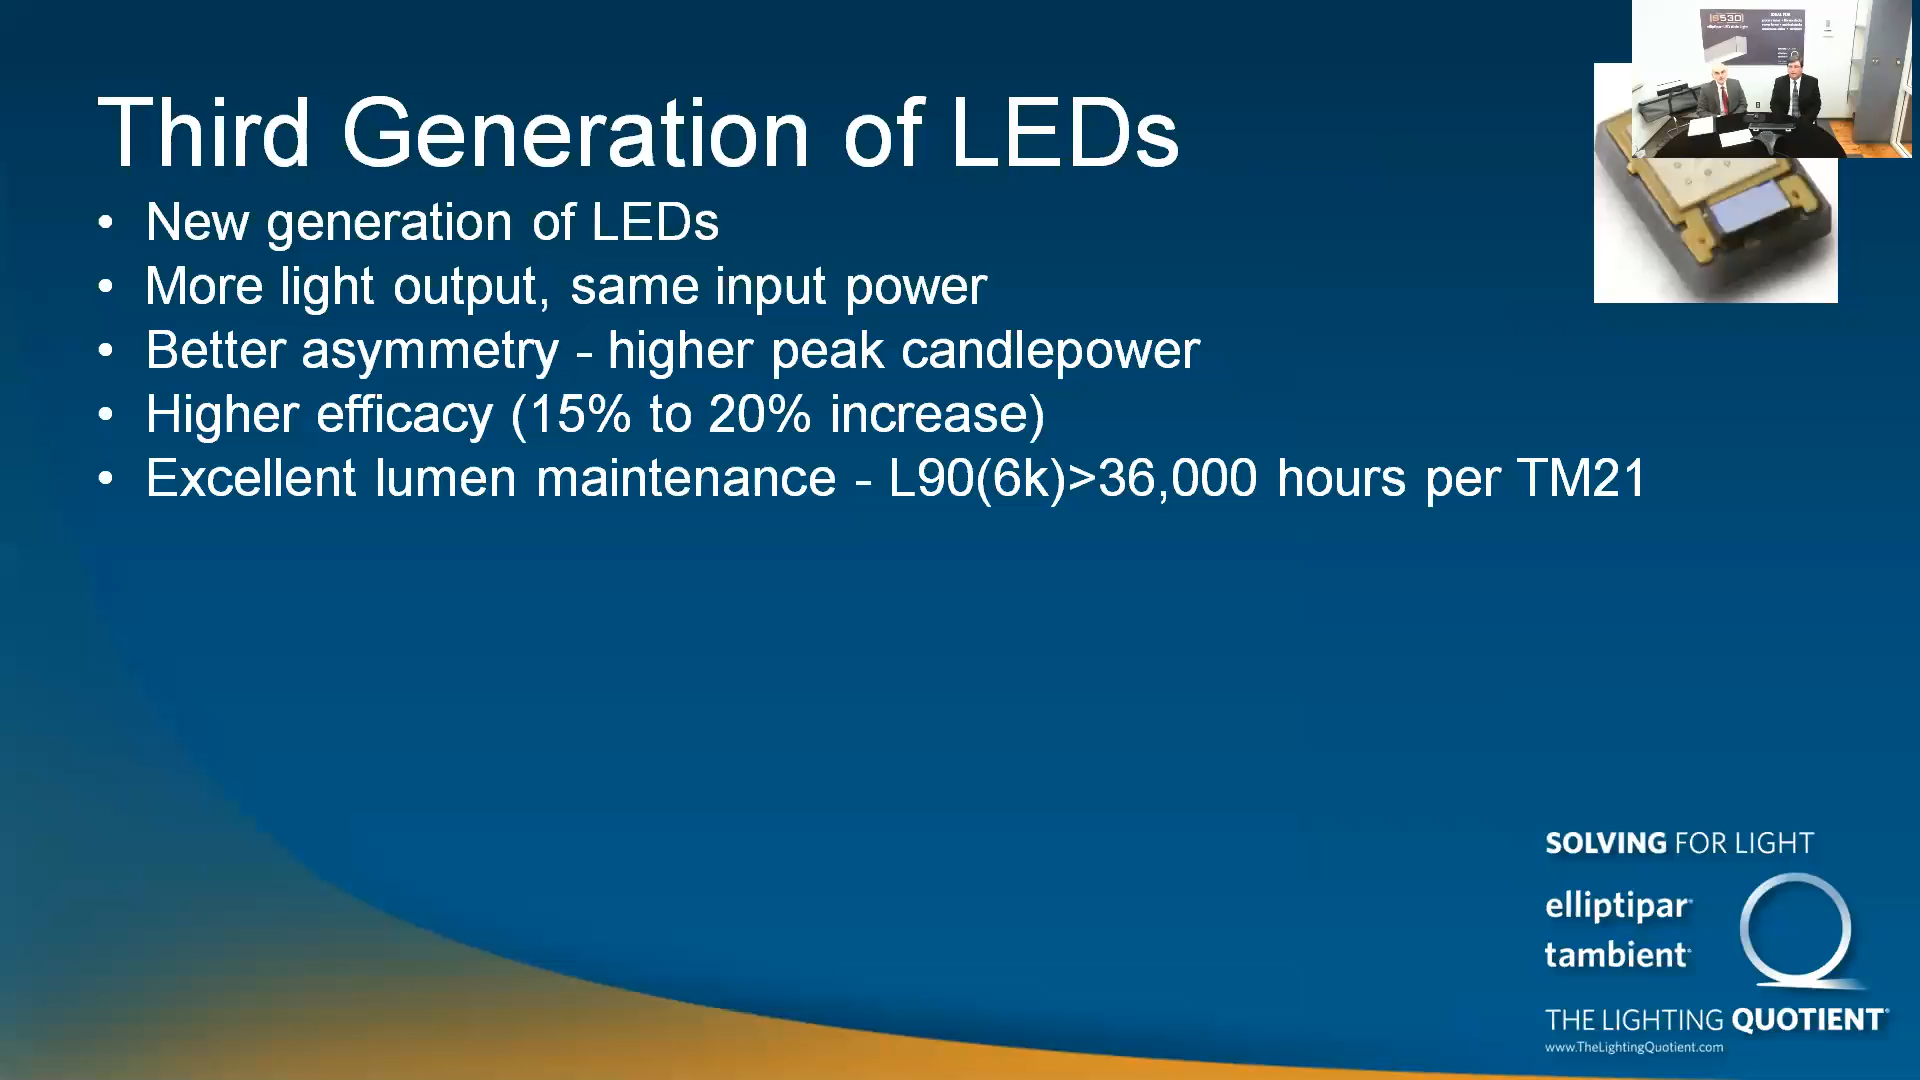 Third Generation of LEDs
• New generation of LEDs
• More light output, same input power
• Better asymmetry - higher peak candlepower
• Higher efficacy (15% to 20% increase)
• Excellent lumen maintenance - L90(6k)>36,000 hours per TM21
SOLVING FOR LIGHT
elliptipar
tambient
THE LIGHTING QUOTIENT
www.TheLightingQuotient.com